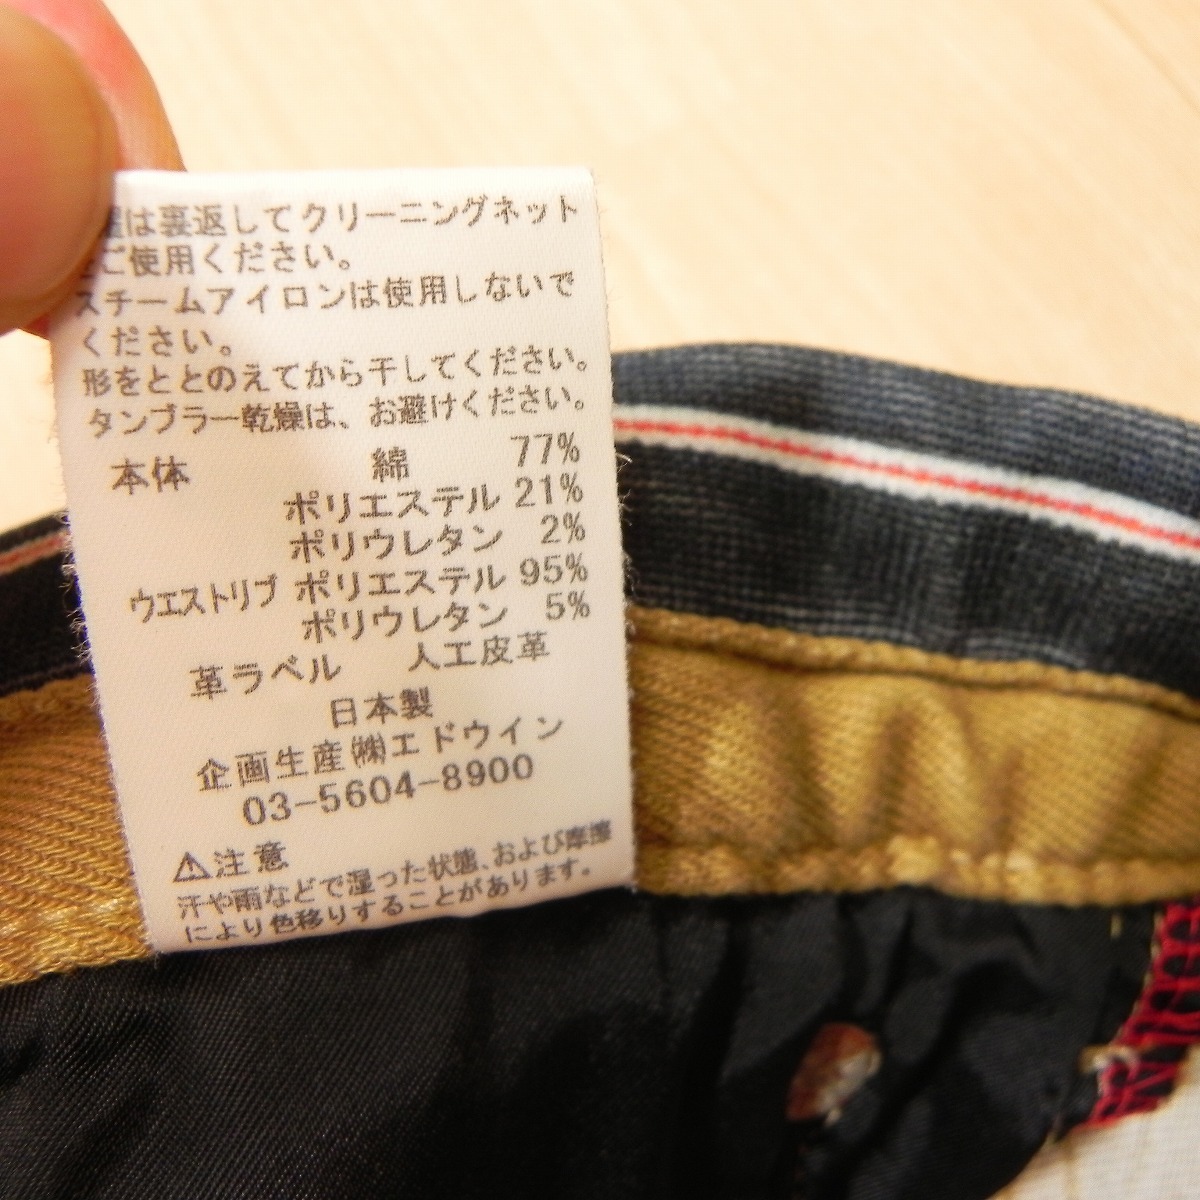 は裏返してクリーニングネット
ご使用ください。
スチームアイロンは使用しないで
ください。
形をととのえてから干してください。
タンブラー乾燥は、お避けください。
本体 綿 77%
ポリエステル 21%
ポリウレタン 2%
ウエストリブ ポリエステル 95%
ポリウレタン 5%
革ラベル 人工皮革
日本製
企画生産㈱エドウイン
03-5604-8900
⚠注意
汗や雨などで湿った状態、および摩擦
により色移りすることがあります。